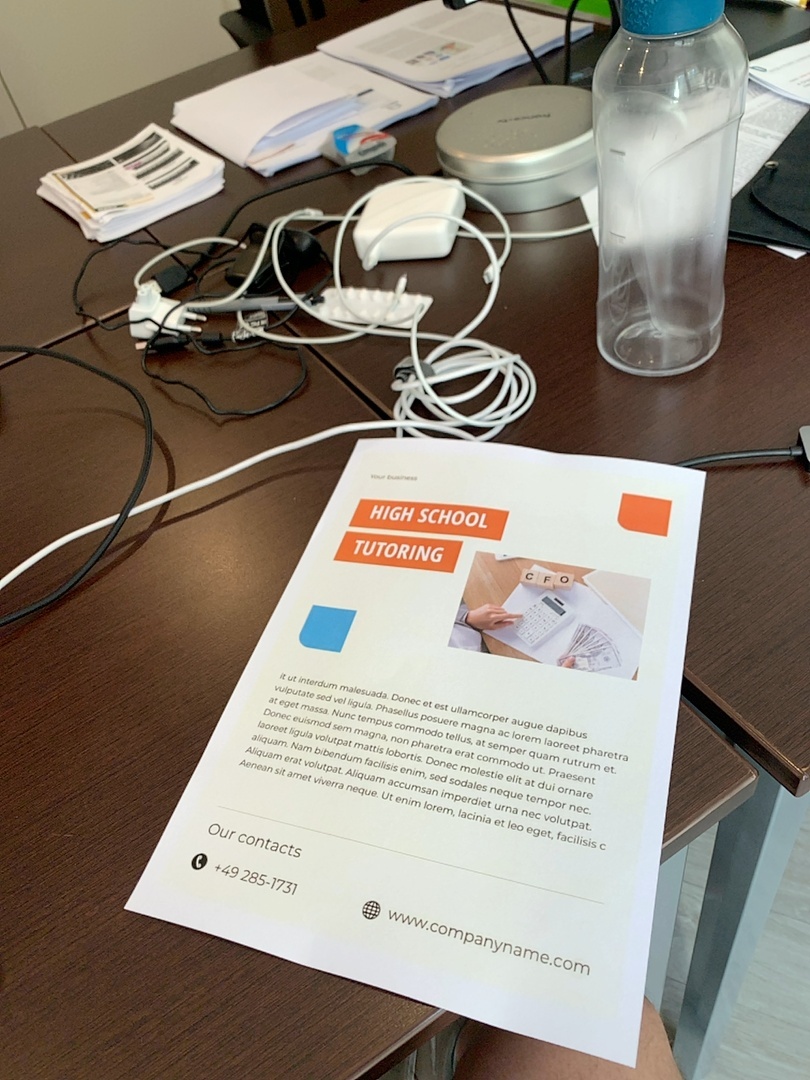 Your business
HIGH SCHOOL
TUTORING
C F O
it ut interdum malesuada. Donec et est ullamcorper augue dapibus
vulputate sed vel ligula. Phasellus posuere magna ac lorem laoreet pharetra
at eget massa. Nunc tempus commodo tellus, at semper quam rutrum et.
Donec euismod sem magna, non pharetra erat commodo ut. Praesent
laoreet ligula volutpat mattis lobortis. Donec molestie elit at dui ornare
aliquam. Nam bibendum facilisis enim, sed sodales neque tempor nec.
Aliquam erat volutpat. Aliquam accumsan imperdiet urna nec volutpat.
Aenean sit amet viverra neque. Ut enim lorem, lacinia et leo eget, facilisis c
Our contacts
+49 285-1731
www.companyname.com